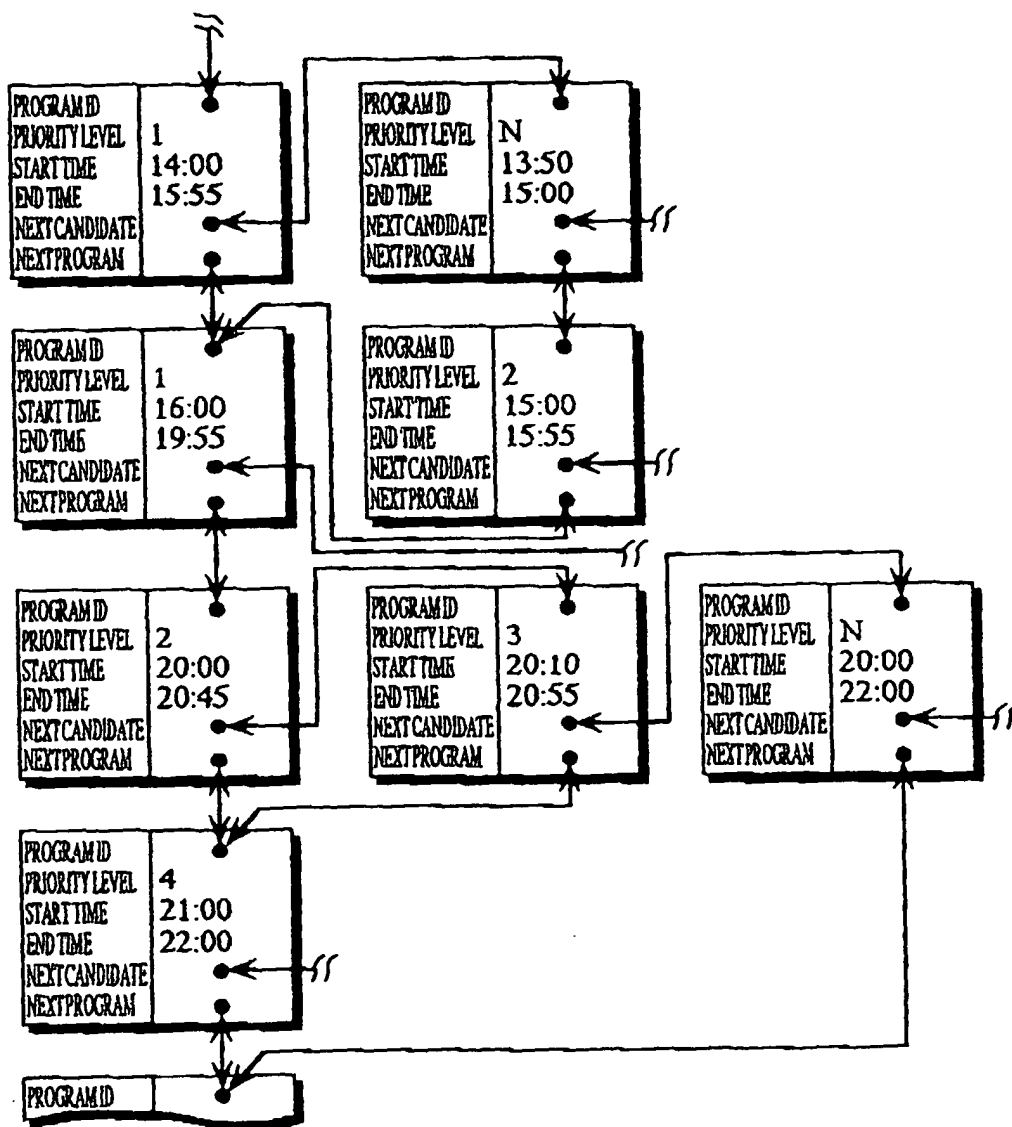 PROGRAM ID
PRIORITY LEVEL 1
START TIME 14:00
END TIME 15:55
NEXT CANDIDATE
NEXT PROGRAM
PROGRAM ID
PRIORITY LEVEL N
START TIME 13:50
END TIME 15:00
NEXT CANDIDATE
NEXT PROGRAM
PROGRAM ID
PRIORITY LEVEL 1
START TIME 16:00
END TIME 19:55
NEXT CANDIDATE
NEXT PROGRAM
PROGRAM ID
PRIORITY LEVEL 2
START TIME 15:00
END TIME 15:55
NEXT CANDIDATE
NEXT PROGRAM
PROGRAM ID
PRIORITY LEVEL 2
START TIME 20:00
END TIME 20:45
NEXT CANDIDATE
NEXT PROGRAM
PROGRAM ID
PRIORITY LEVEL 3
START TIME 20:10
END TIME 20:55
NEXT CANDIDATE
NEXT PROGRAM
PROGRAM ID
PRIORITY LEVEL N
START TIME 20:00
END TIME 22:00
NEXT CANDIDATE
NEXT PROGRAM
PROGRAM ID
PRIORITY LEVEL 4
START TIME 21:00
END TIME 22:00
NEXT CANDIDATE
NEXT PROGRAM
PROGRAM ID